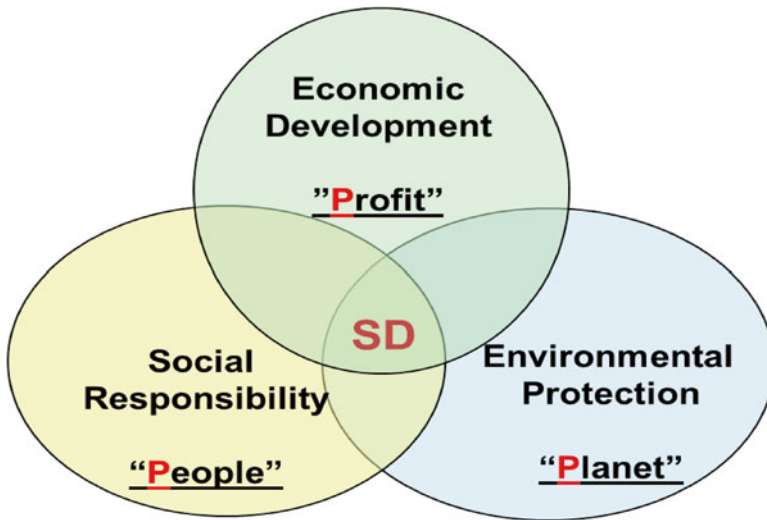 Economic
Development
”Profit”
SD
Social
Responsibility
“People”
Environmental
Protection
“Planet”